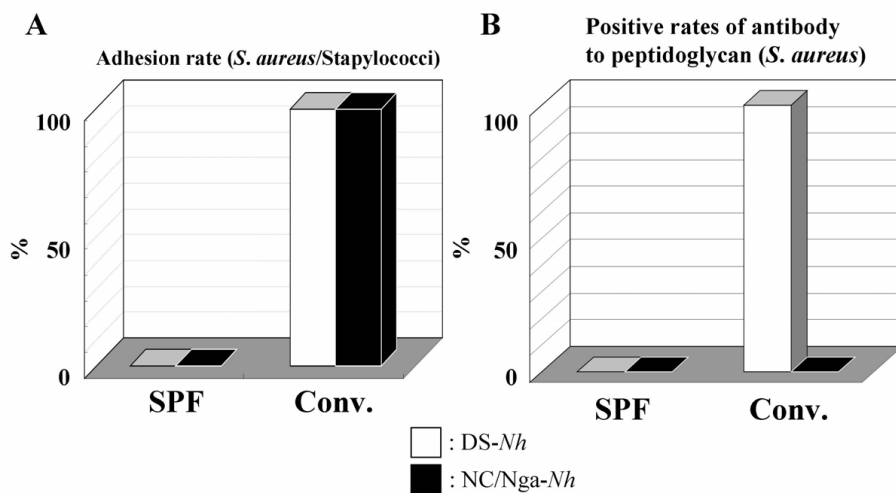 A
Adhesion rate (S. aureus/Stapylococci)
100
50
0
%
SPF
Conv.
B
Positive rates of antibody
to peptidoglycan (S. aureus)
100
50
0
%
SPF
Conv.
: DS-Nh
: NC/Nga-Nh